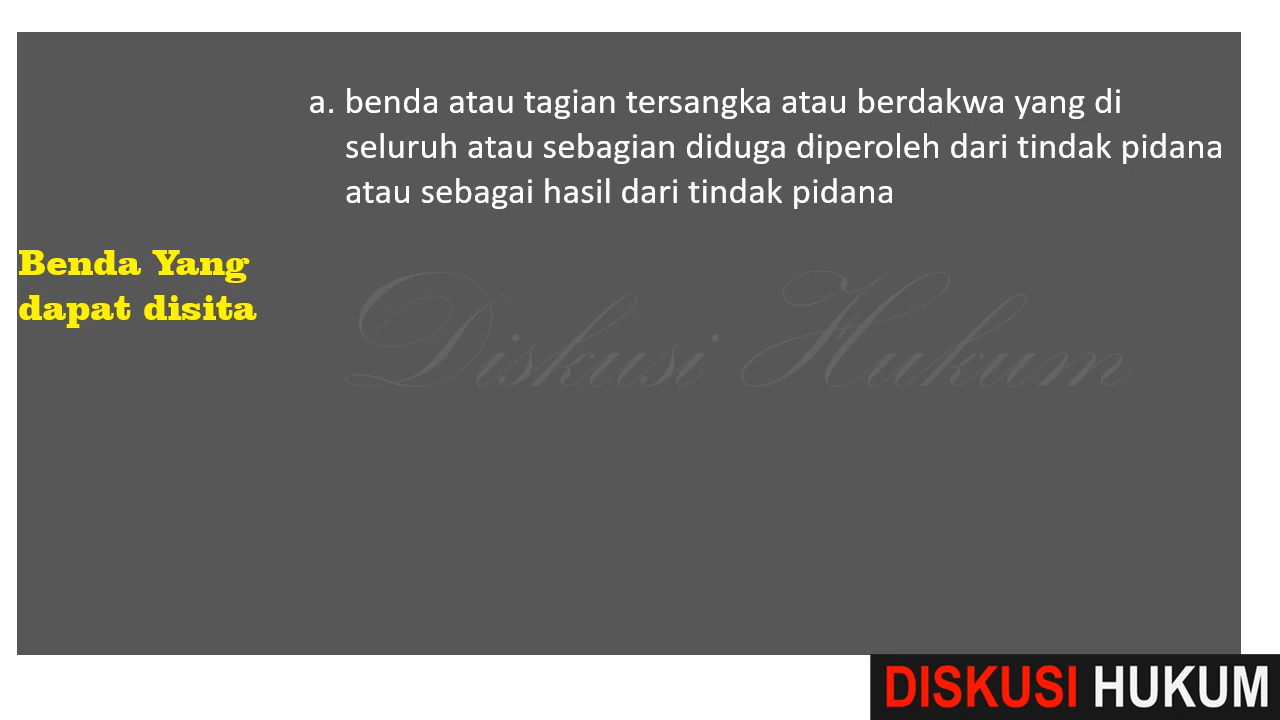 a. benda atau tagian tersangka atau berdakwa yang di
seluruh atau sebagian diduga diperoleh dari tindak pidana
atau sebagai hasil dari tindak pidana
Benda Yang
dapat disita
Diskusi Hukum
DISKUSI HUKUM